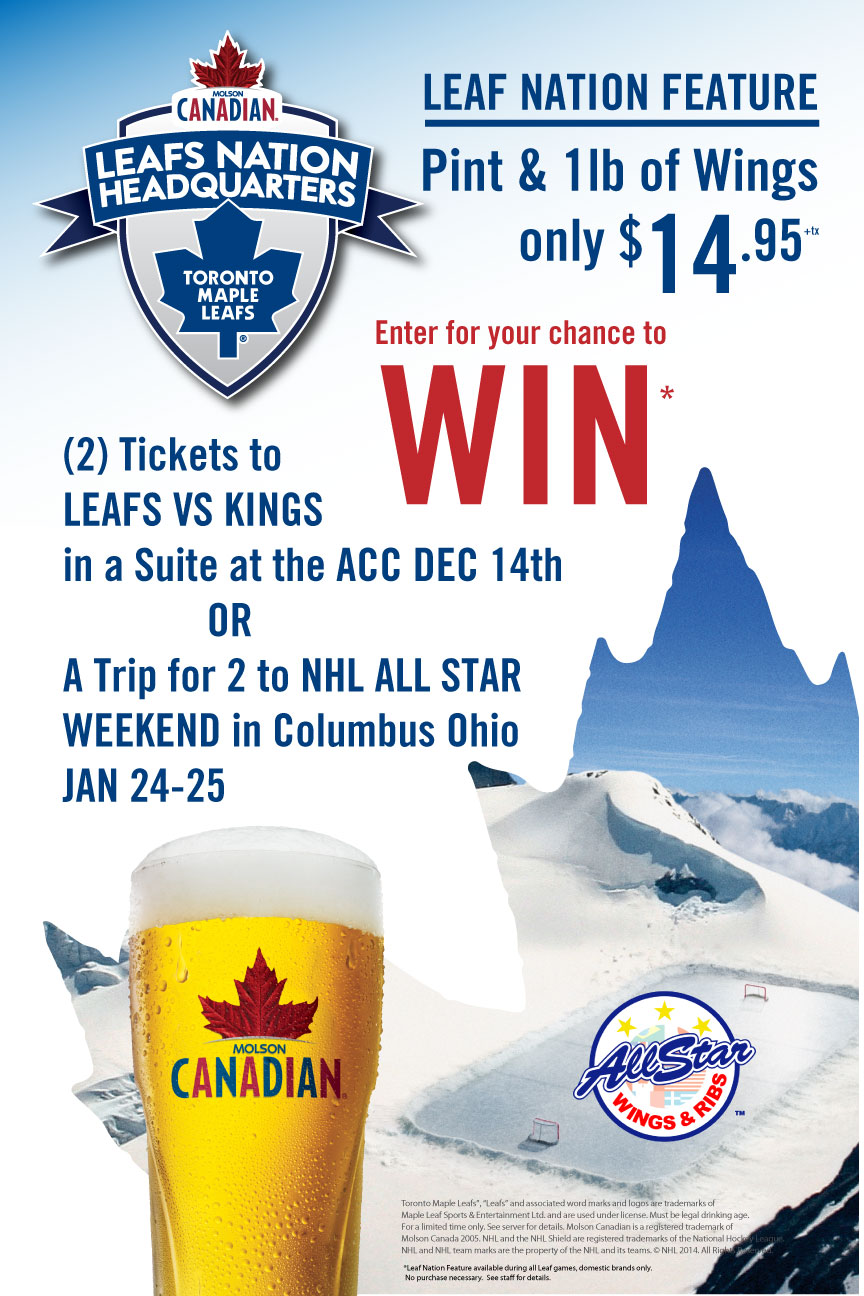 MOLSON
CANADIAN.
LEAFS NATION
HEADQUARTERS
TORONTO
MAPLE
LEAFS
®
LEAF NATION FEATURE
Pint & 1lb of Wings
only $14.95+tx
Enter for your chance to
WIN*
(2) Tickets to
LEAFS VS KINGS
in a Suite at the ACC DEC 14th
OR
A Trip for 2 to NHL ALL STAR
WEEKEND in Columbus Ohio
JAN 24-25
MOLSON
CANADIAN
AllStar
WINGS & RIBS
TM
Toronto Maple Leafs", "Leafs" and associated word marks and logos are trademarks of
Maple Leaf Sports & Entertainment Ltd. and are used under license. Must be legal drinking age.
For a limited time only. See server for details. Molson Canadian is a registered trademark of
Molson Canada 2005. NHL and the NHL Shield are registered trademarks of the National Hockey League.
NHL and NHL team marks are the property of the NHL and its teams. © NHL 2014. All Rights Reserved.
*Leaf Nation Feature available during all Leaf games, domestic brands only.
No purchase necessary. See staff for details.